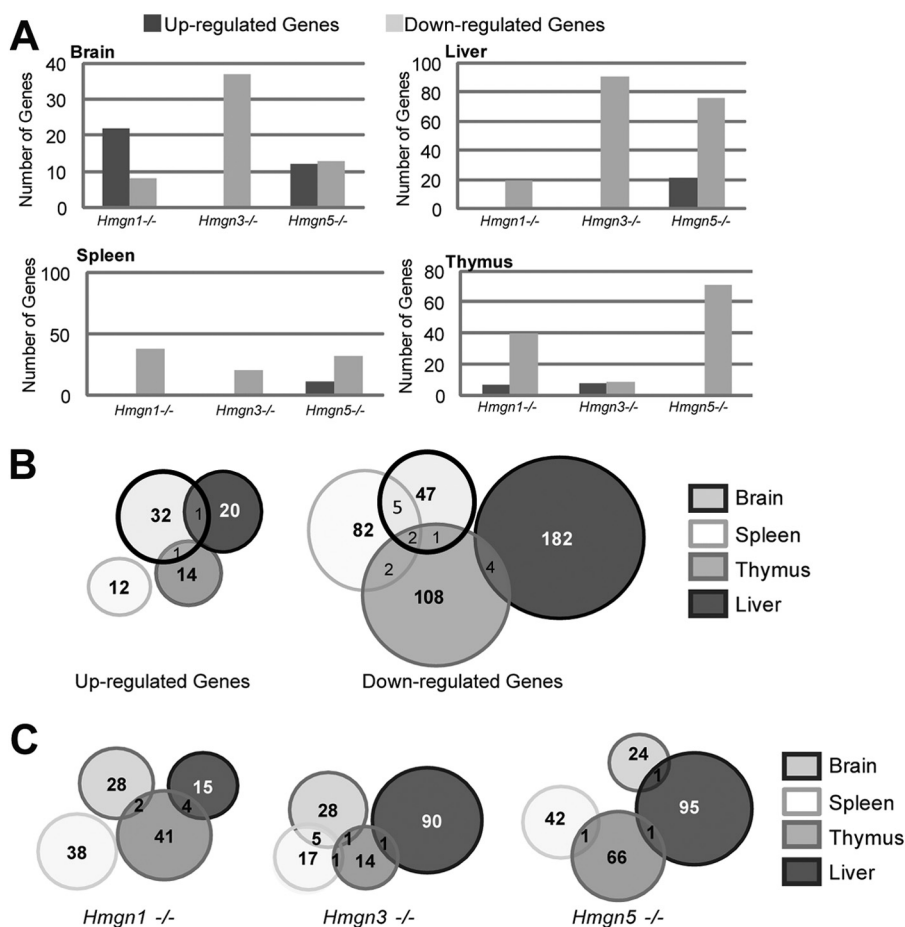 A
Up-regulated Genes
Down-regulated Genes
Brain
Number of Genes
40
30
20
10
0
Hmgn1-/-
Hmgn3-/-
Hmgn5-/-
Liver
Number of Genes
100
80
60
40
20
0
Hmgn1-/-
Hmgn3-/-
Hmgn5-/-
Spleen
Number of Genes
100
50
0
Hmgn1-/-
Hmgn3-/-
Hmgn5-/-
Thymus
Number of Genes
80
60
40
20
0
Hmgn1-/-
Hmgn3-/-
Hmgn5-/-
B
32
1
20
1
12
14
Up-regulated Genes
47
5
82
2
1
182
2
4
108
Down-regulated Genes
Brain
Spleen
Thymus
Liver
C
28
15
2
4
41
38
Hmgn1 -/-
28
90
5
1
1
17
1
14
Hmgn3 -/-
24
1
42
95
1
1
66
Hmgn5 -/-
Brain
Spleen
Thymus
Liver